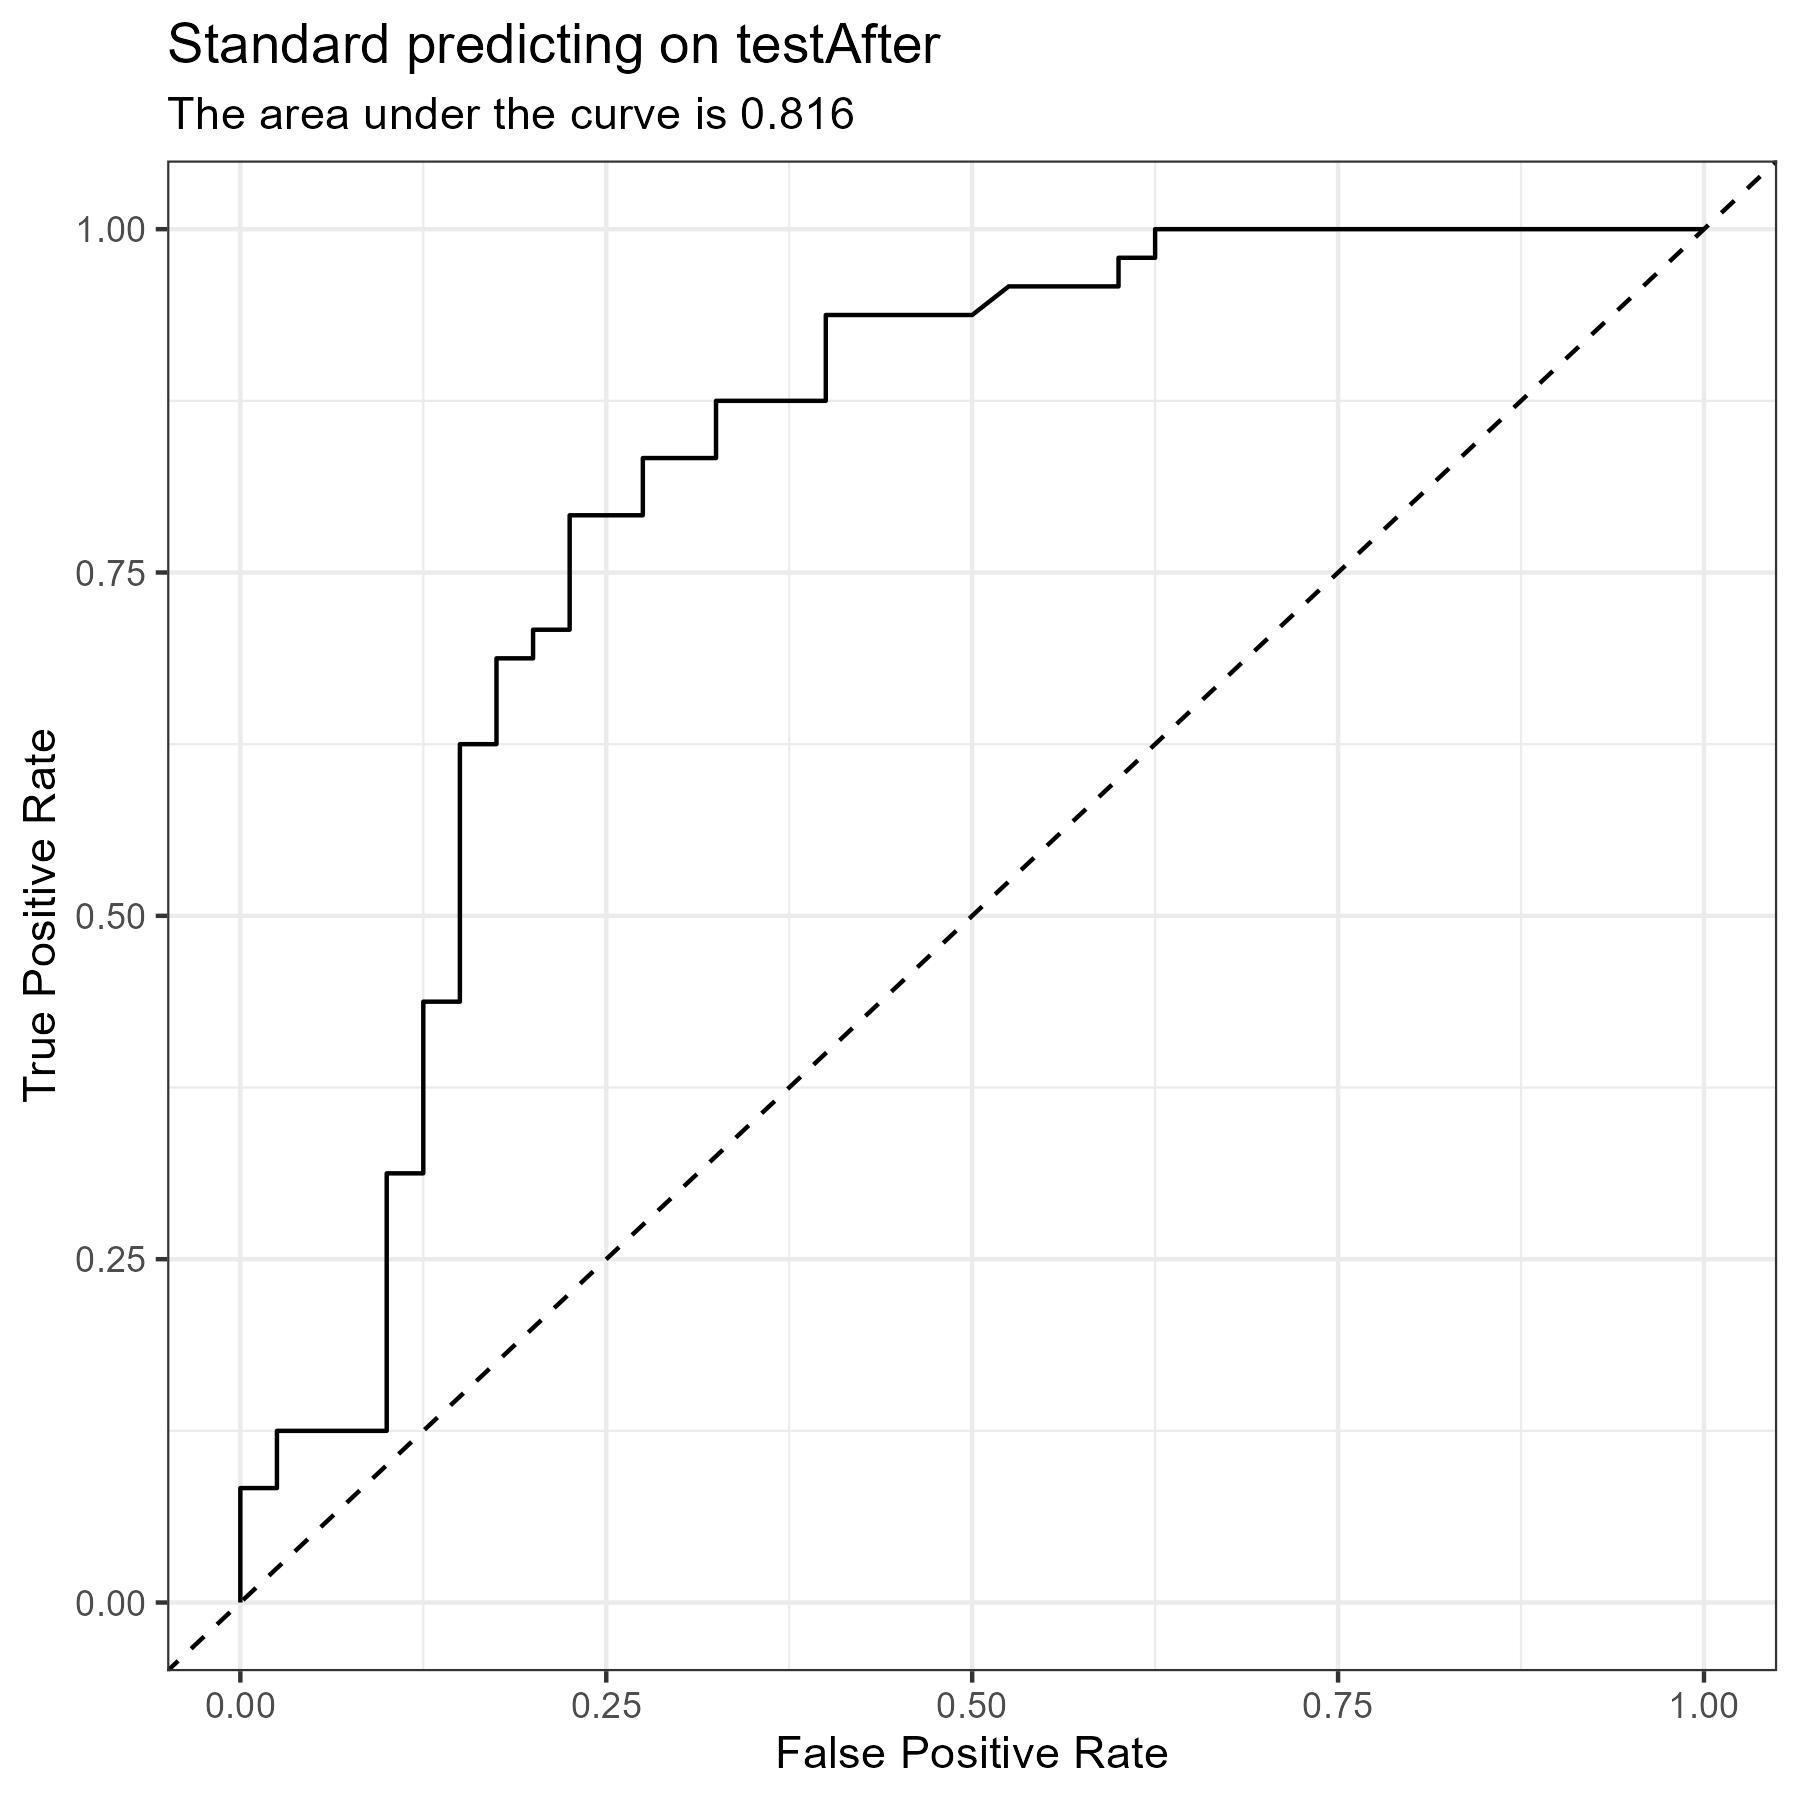 Standard predicting on testAfter
The area under the curve is 0.816
1.00
0.75
0.50
0.25
0.00
True Positive Rate
0.00 0.25 0.50 0.75 1.00
False Positive Rate